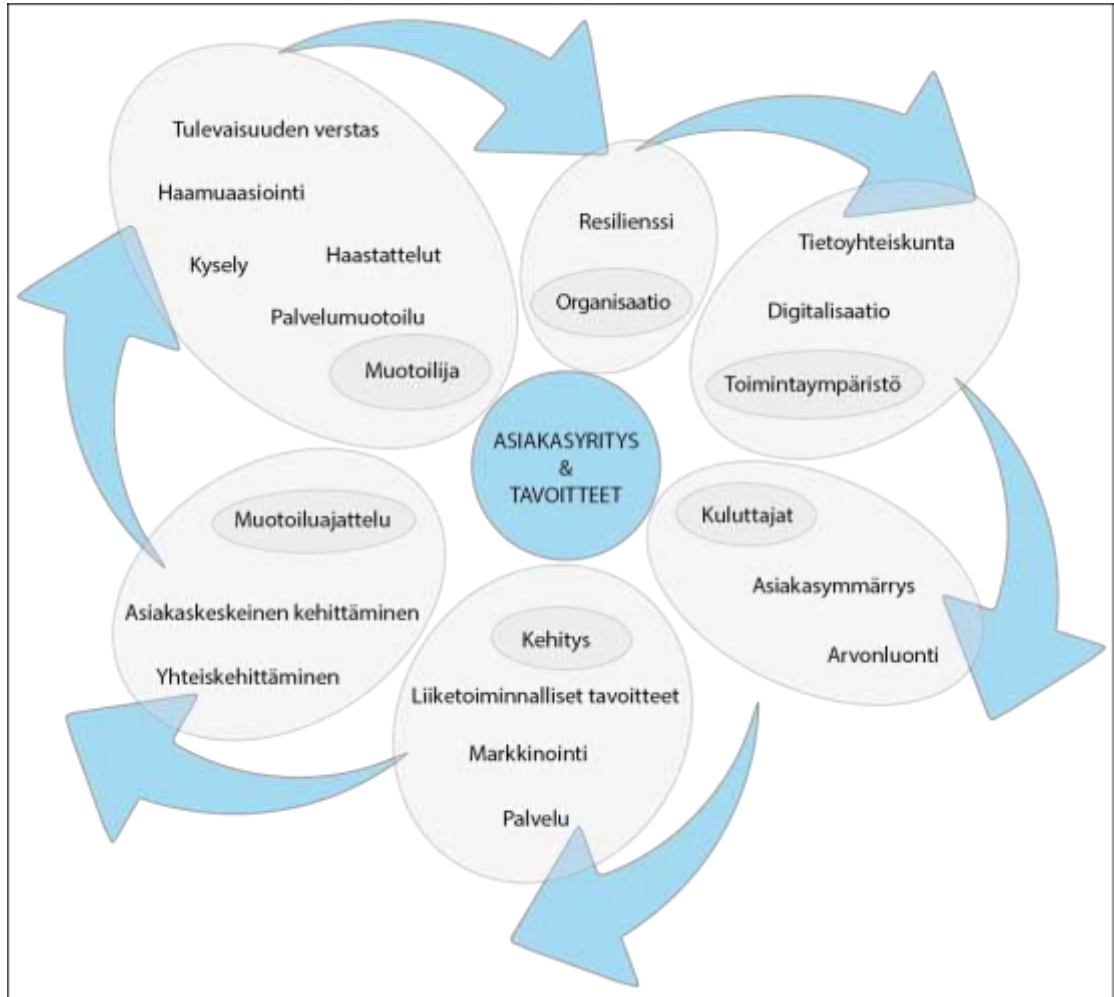 Tulevaisuuden verstas
Haamuaasiointi
Kysely
Haastattelut
Palvelumuotoilu
Muotoilija
Resilienssi
Organisaatio
Tietoyhteiskunta
Digitalisaatio
Toimintaympäristö
ASIAKASYRITYS
&
TAVOITTEET
Kuluttajat
Asiakasymmärrys
Arvonluonti
Kehitys
Liiketoiminnalliset tavoitteet
Markkinointi
Palvelu
Muotoiluajattelu
Asiakaskeskeinen kehittäminen
Yhteiskehittäminen